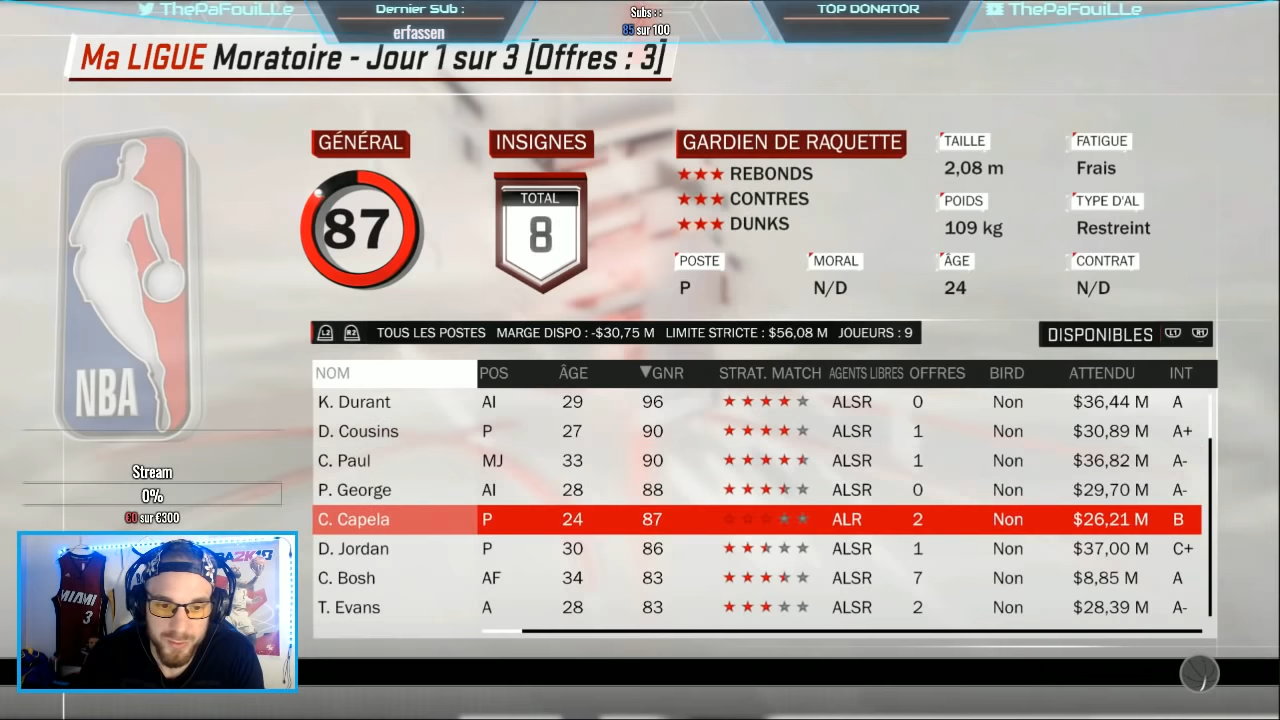 ThePaFouiLLe
Dernier SUB :
erfassen
Subs ::
85 sur 100
TOP DONATOR
ThePaFouiLLe
Ma LIGUE Moratoire - Jour 1 sur 3 [Offres : 3]
GÉNÉRAL
87
INSIGNES
TOTAL
8
GARDIEN DE RAQUETTE
★★★ REBONDS
★★★ CONTRES
★★★ DUNKS
POSTE
P
MORAL
N/D
TAILLE
2,08 m
FATIGUE
Frais
POIDS
109 kg
TYPE D'AL
Restreint
ÂGE
24
CONTRAT
N/D
L2 R2 TOUS LES POSTES MARGE DISPO : -$30,75 M LIMITE STRICTE : $56,08 M JOUEURS : 9
DISPONIBLES L1 R1
NOM POS ÂGE ▼GNR STRAT. MATCH AGENTS LIBRES OFFRES BIRD ATTENDU INT
K. Durant AI 29 96 ALSR 0 Non $36,44 M A
D. Cousins P 27 90 ALSR 1 Non $30,89 M A+
C. Paul MJ 33 90 ALSR 1 Non $36,82 M A-
P. George AI 28 88 ALSR 0 Non $29,70 M A-
C. Capela P 24 87 ALR 2 Non $26,21 M B
D. Jordan P 30 86 ALSR 1 Non $37,00 M C+
C. Bosh AF 34 83 ALSR 7 Non $8,85 M A
T. Evans A 28 83 ALSR 2 Non $28,39 M A-
NBA
Stream
0%
€0 sur €300
MIAMI
3